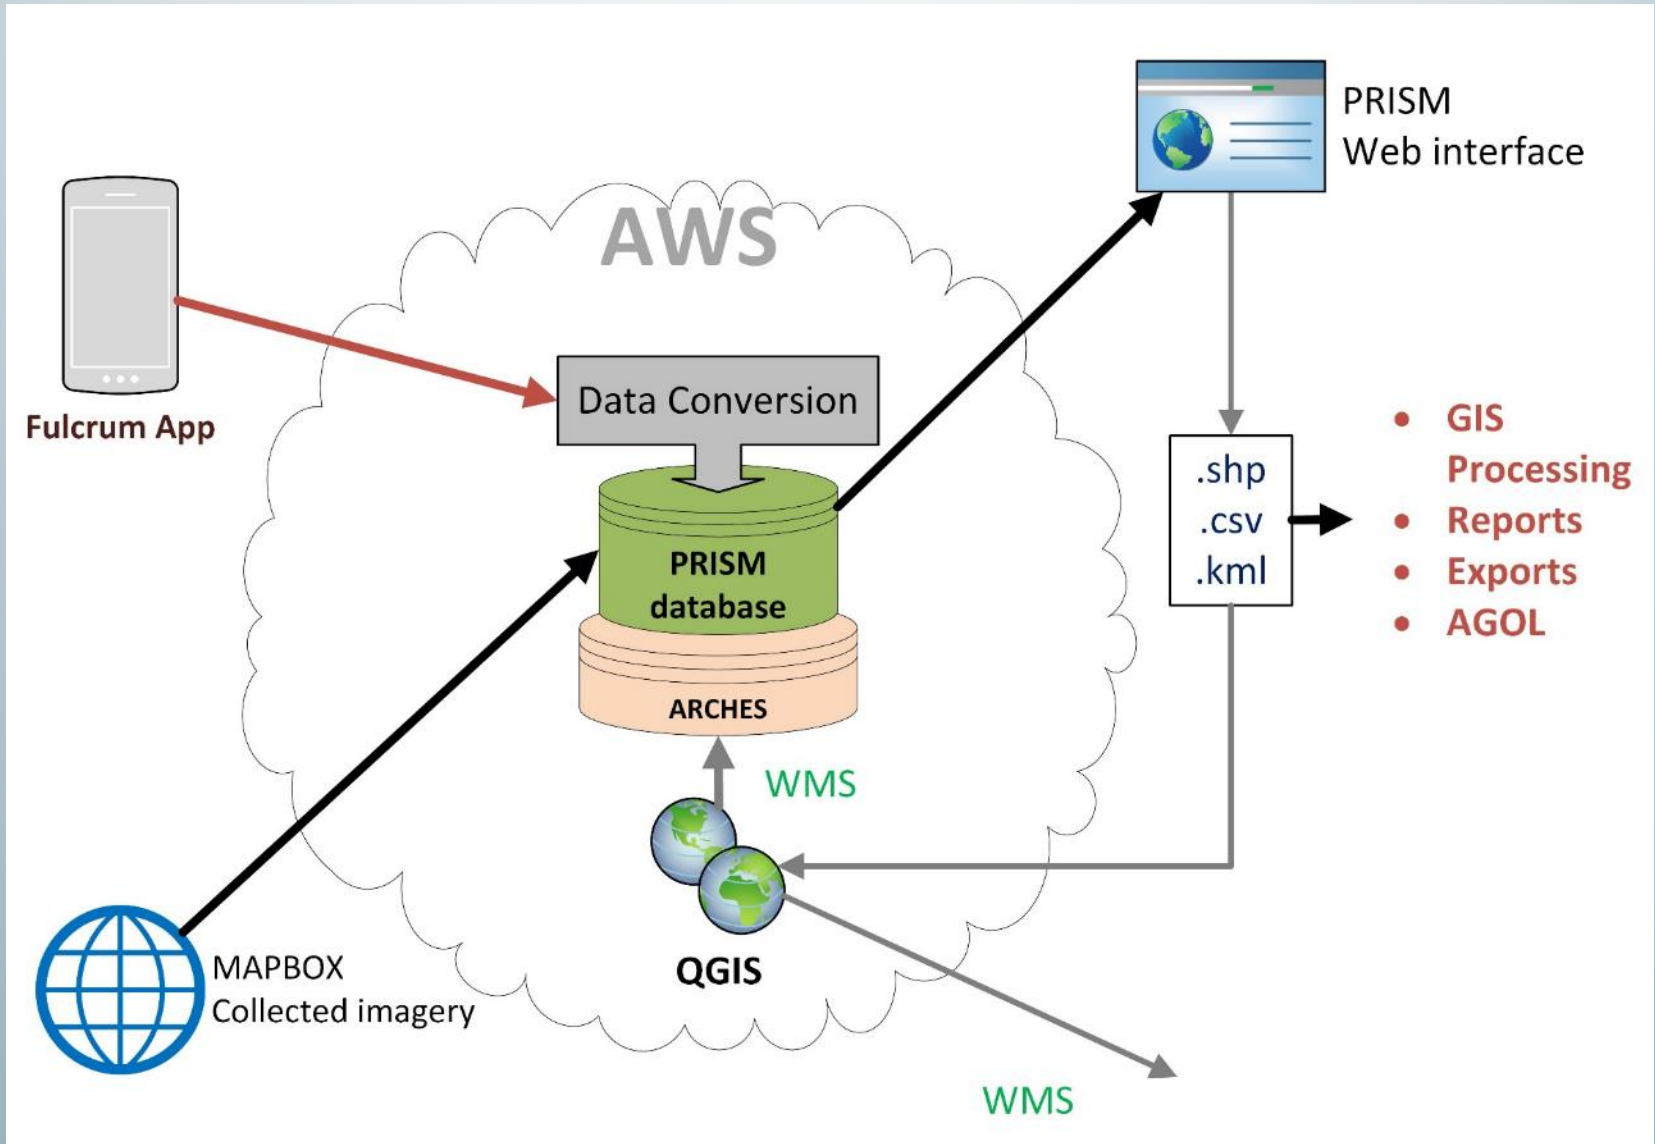 PRISM
Web interface
AWS
Fulcrum App
Data Conversion
PRISM
database
ARCHES
WMS
QGIS
MAPBOX
Collected imagery
.shp
.csv
.kml
• GIS
Processing
• Reports
• Exports
• AGOL
WMS